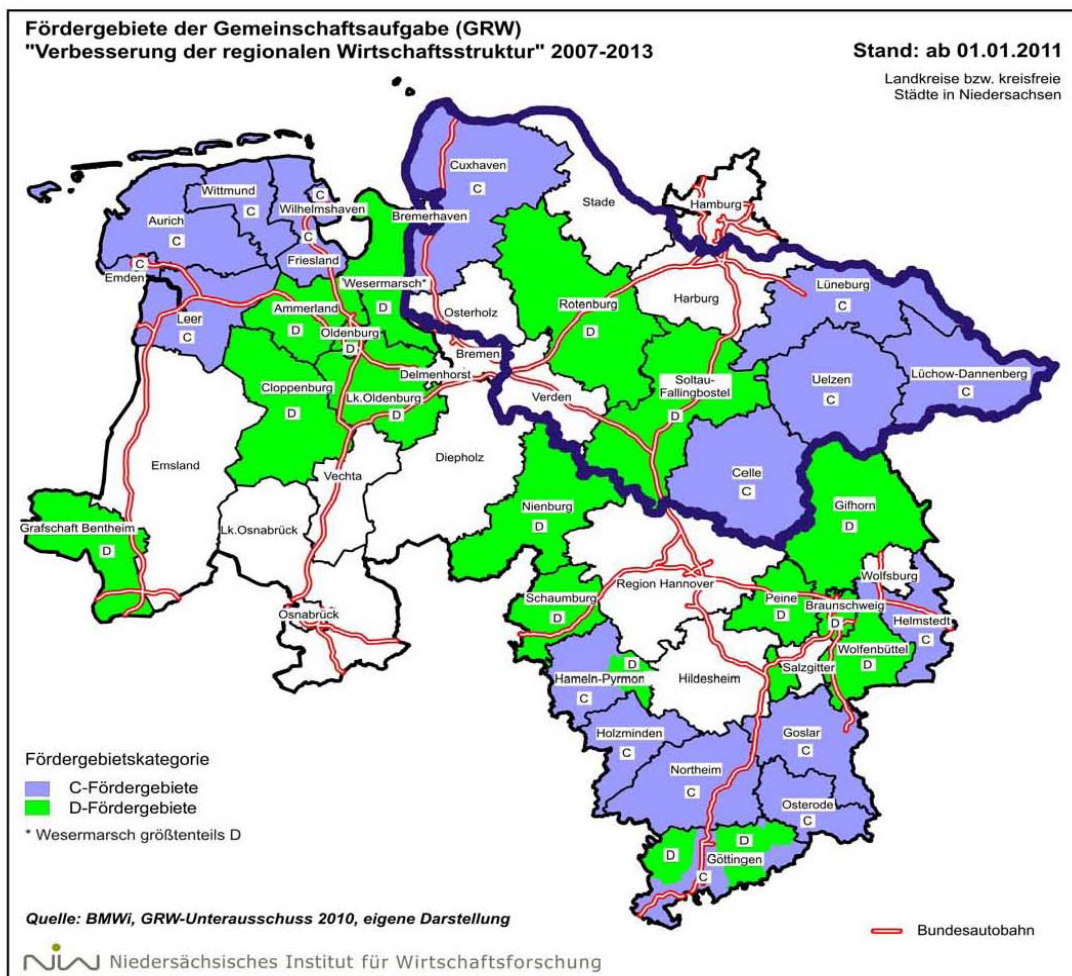 Fördergebiete der Gemeinschaftsaufgabe (GRW)
"Verbesserung der regionalen Wirtschaftsstruktur" 2007-2013
Stand: ab 01.01.2011
Landkreise bzw. kreisfreie
Städte in Niedersachsen
Cuxhaven
C
Stade
Hamburg
Wittmund
C
C
Wilhelmshaven
C
Bremerhaven
Aurich
C
Friesland
Emden
C
Wesermarsch*
D
Osterholz
Rotenburg
D
Harburg
Lüneburg
C
Leer
C
Ammerland
D
Oldenburg
D
Bremen
Delmenhorst
Verden
Soltau-
Fallingbostel
D
Uelzen
C
Lüchow-Dannenberg
C
Cloppenburg
D
Lk.Oldenburg
D
Emsland
Vechta
Diepholz
Celle
C
Nienburg
D
Gifhorn
D
Grafschaft Bentheim
D
Lk.Osnabrück
Region Hannover
Wolfsburg
Osnabrück
Schaumburg
D
Peine
D
Braunschweig
D
Helmstedt
C
Wolfenbüttel
D
Salzgitter
D
Hameln-Pyrmon
C
Hildesheim
Holzminden
C
Goslar
C
Northeim
C
Osterode
C
D
D
Göttingen
C
Fördergebietskategorie
C-Fördergebiete
D-Fördergebiete
* Wesermarsch größtenteils D
Quelle: BMWi, GRW-Unterausschuss 2010, eigene Darstellung
Bundesautobahn
NIW Niedersächsisches Institut für Wirtschaftsforschung